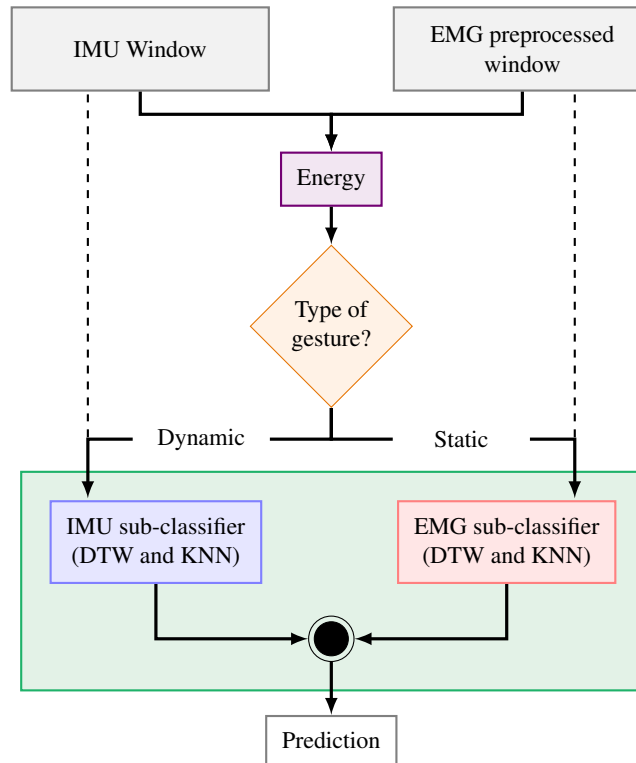 IMU Window
EMG preprocessed
window
Energy
Type of
gesture?
Dynamic
Static
IMU sub-classifier
(DTW and KNN)
EMG sub-classifier
(DTW and KNN)
Prediction